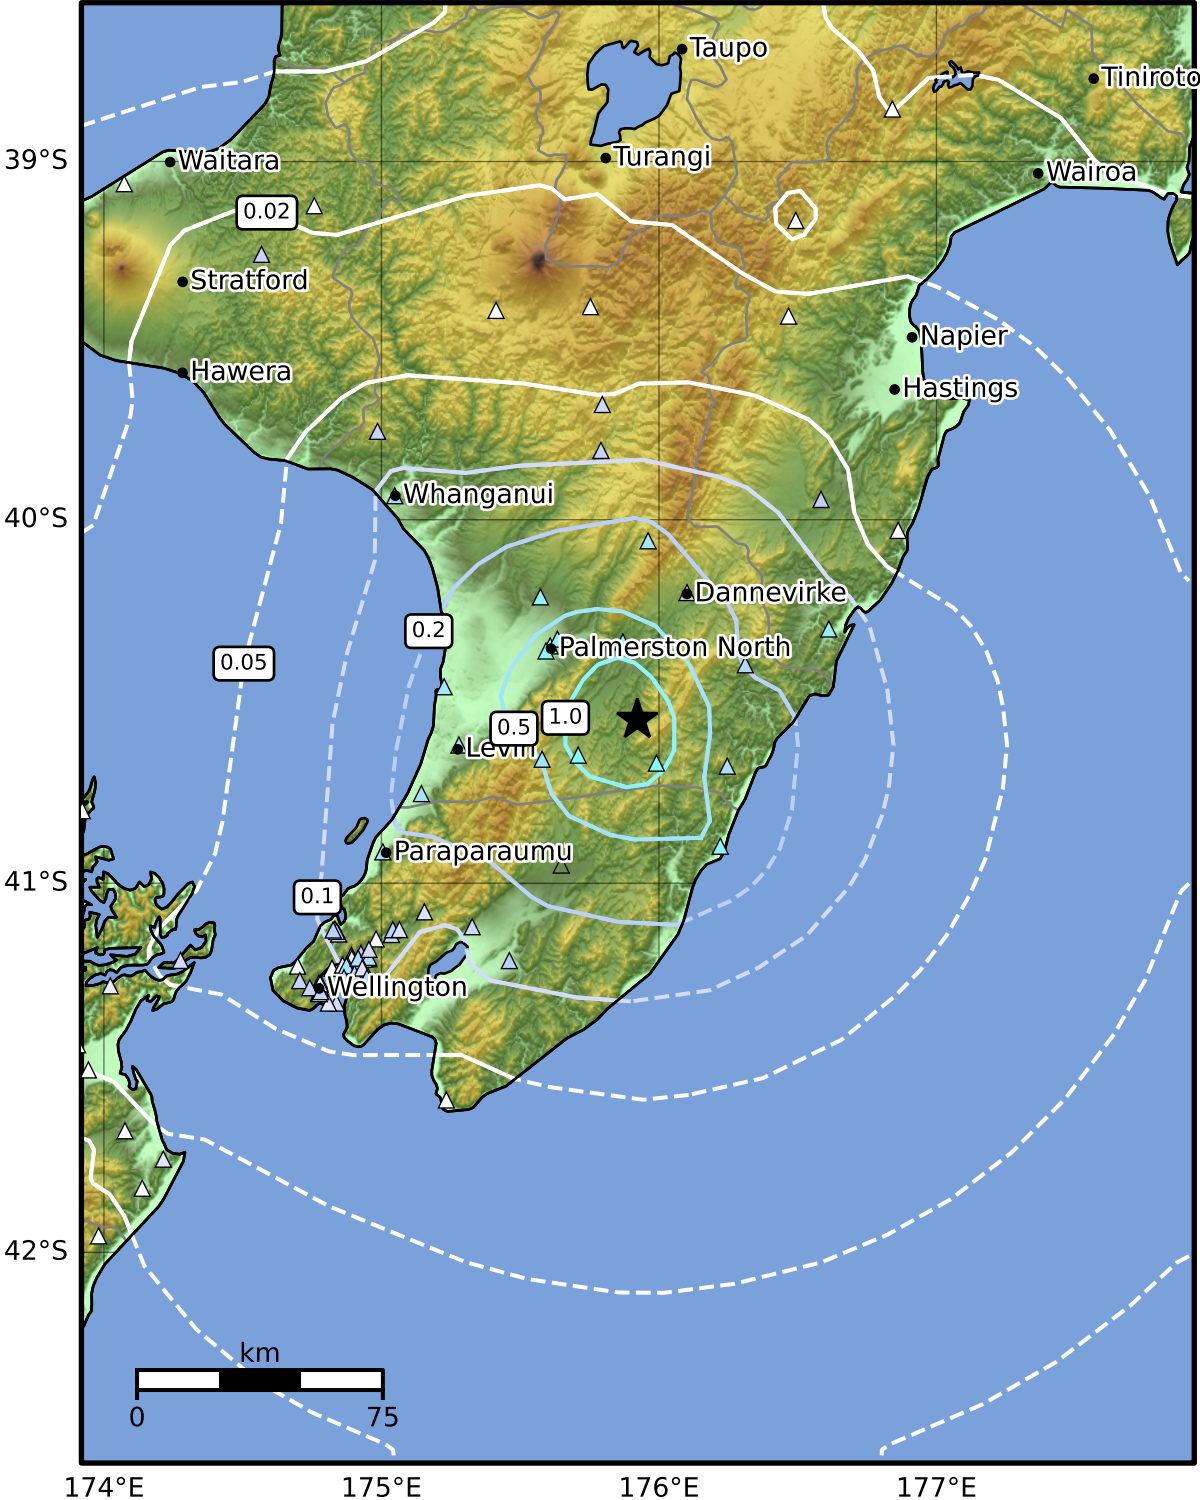 Taupo
Tiniroto
39°S
Waitara
Turangi
Wairoa
0.02
Stratford
Napier
Hawera
Hastings
Whanganui
40°S
Dannevirke
0.2
Palmerston North
0.05
1.0
0.5
Levin
Paraparaumu
41°S
0.1
Wellington
42°S
km
0
75
174°E
175°E
176°E
177°E